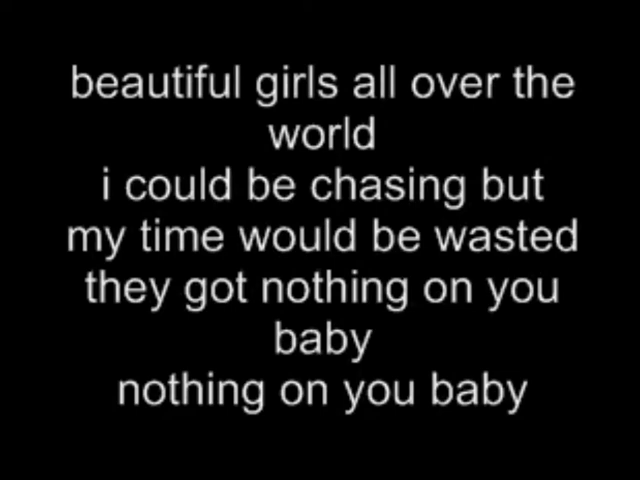 beautiful girls all over the
world
i could be chasing but
my time would be wasted
they got nothing on you
baby
nothing on you baby